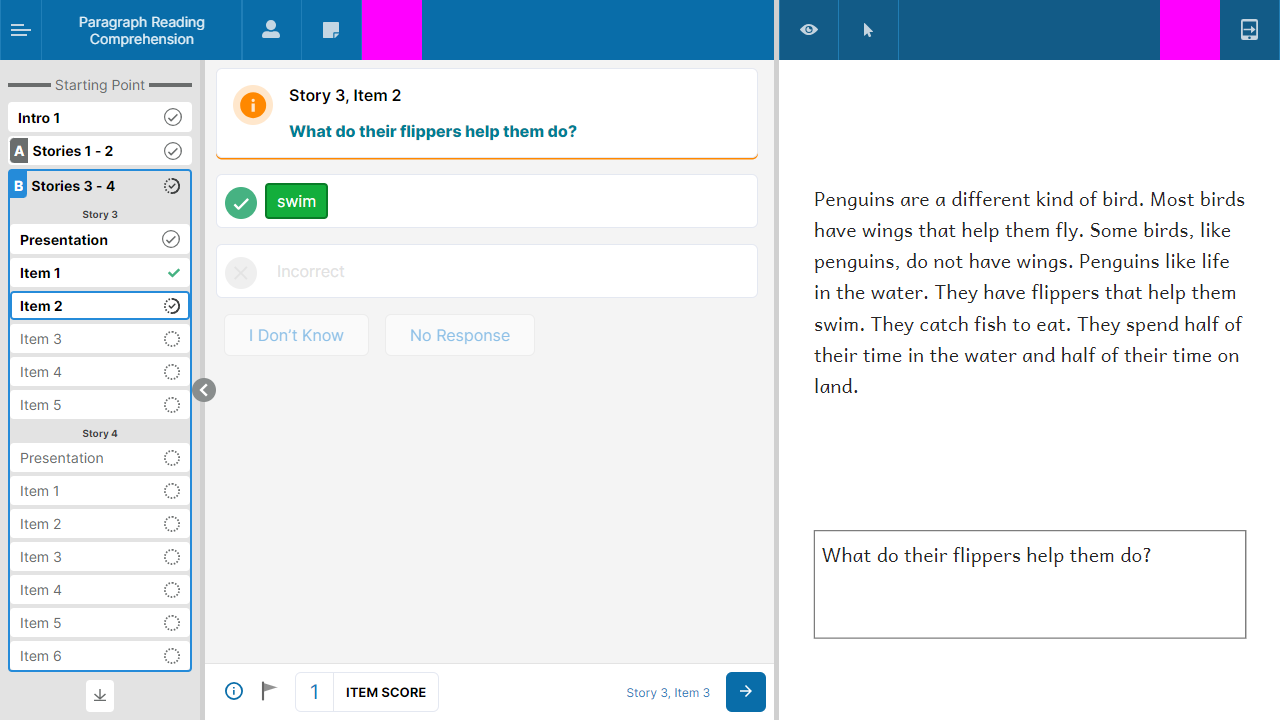 Paragraph Reading
Comprehension
Starting Point
Intro 1
A Stories 1 - 2
B Stories 3 - 4
Story 3
Presentation
Item 1
Item 2
Item 3
Item 4
Item 5
Story 4
Presentation
Item 1
Item 2
Item 3
Item 4
Item 5
Item 6
Story 3, Item 2
What do their flippers help them do?
swim
Incorrect
I Don’t Know
No Response
1 ITEM SCORE
Story 3, Item 3
Penguins are a different kind of bird. Most birds
have wings that help them fly. Some birds, like
penguins, do not have wings. Penguins like life
in the water. They have flippers that help them
swim. They catch fish to eat. They spend half of
their time in the water and half of their time on
land.
What do their flippers help them do?